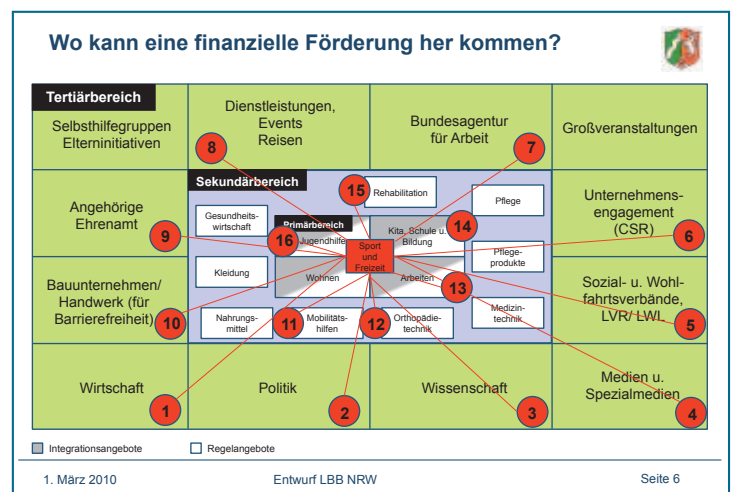 Wo kann eine finanzielle Förderung her kommen?
Tertiärbereich
Selbsthilfegruppen
Elterninitiativen
Dienstleistungen,
Events
Reisen
8
Bundesagentur
für Arbeit
7
Großveranstaltungen
Sekundärbereich
15
Rehabilitation
Pflege
Angehörige
Ehrenamt
9
Gesundheits-
wirtschaft
Primärbereich
16
Jugendhilfe
Kita, Schule u.
Bildung
14
Sport
und
Freizeit
Unternehmens-
engagement
(CSR)
6
Kleidung
Wohnen
Arbeiten
13
Pflege-
produkte
Bauunternehmen/
Handwerk (für
Barrierefreiheit)
10
Nahrungs-
mittel
11
Mobilitäts-
hilfen
12
Orthopädie-
technik
Medizin-
technik
Sozial- u. Wohl-
fahrtsverbände,
LVR/ LWL
5
Wirtschaft
1
Politik
2
Wissenschaft
3
Medien u.
Spezialmedien
4
Integrationsangebote
Regelangebote
1. März 2010
Entwurf LBB NRW
Seite 6